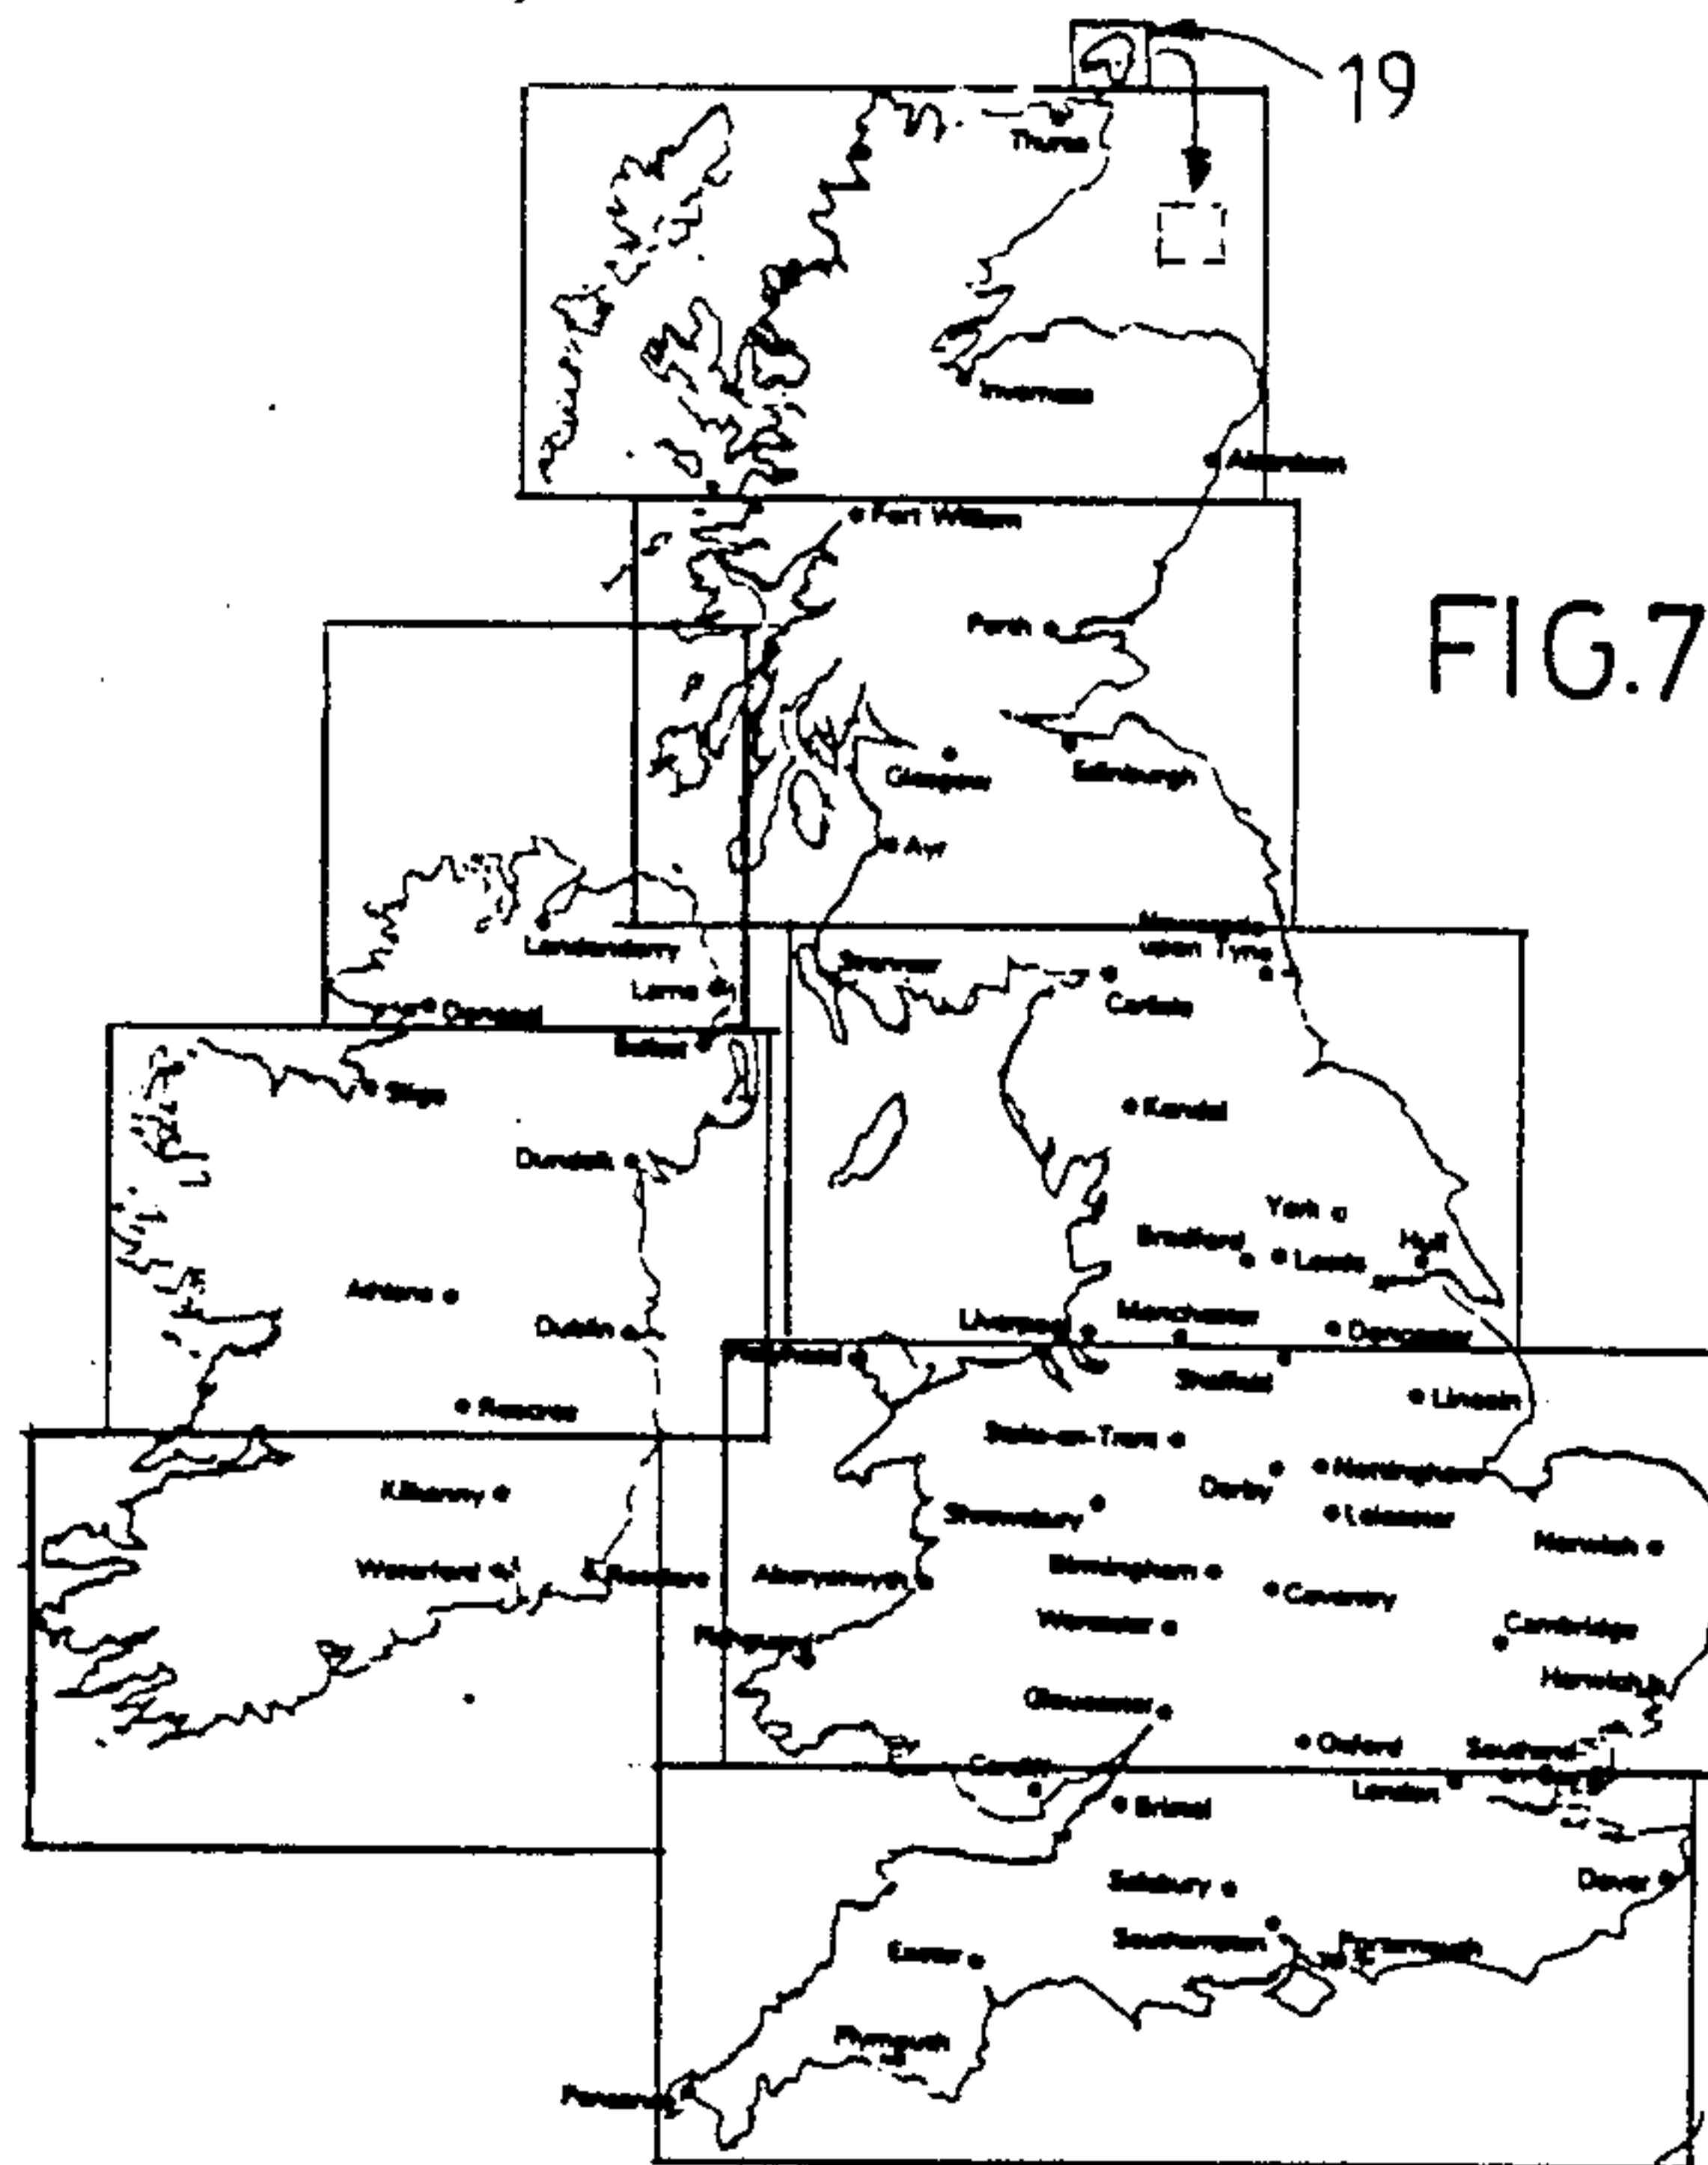 19
Thurso
Inverness
Aberdeen
Fort William
FIG.7
Perth
Glasgow
Edinburgh
Ayr
Londonderry
upon Tyne
Stranraer
Larne
Carlisle
Donegal
Belfast
Sligo
Kendal
Dundalk
York
Bradford
Leeds
Hull
Athlone
Manchester
Dublin
Liverpool
Doncaster
Sheffield
Lincoln
Roscrea
Stoke-on-Trent
Nottingham
Derby
Kilkenny
Shrewsbury
Leicester
Norwich
Waterford
Rosslare
Aberystwyth
Birmingham
Coventry
Worcester
Cambridge
Harwich
Gloucester
Oxford
Southend
Cardiff
London
Bristol
Salisbury
Dover
Southampton
Portsmouth
Exeter
Plymouth
Penzance